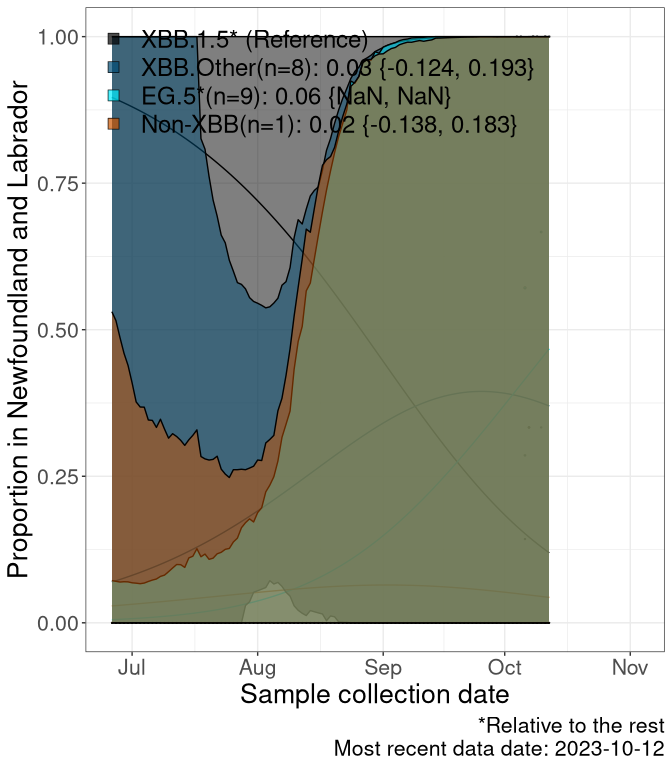 1.00
0.75
0.50
0.25
0.00
Proportion in Newfoundland and Labrador
XBB.1.5* (Reference)
XBB.Other(n=8): 0.03 {-0.124, 0.193}
EG.5*(n=9): 0.06 {NaN, NaN}
Non-XBB(n=1): 0.02 {-0.138, 0.183}
Jul Aug Sep Oct Nov
Sample collection date
*Relative to the rest
Most recent data date: 2023-10-12